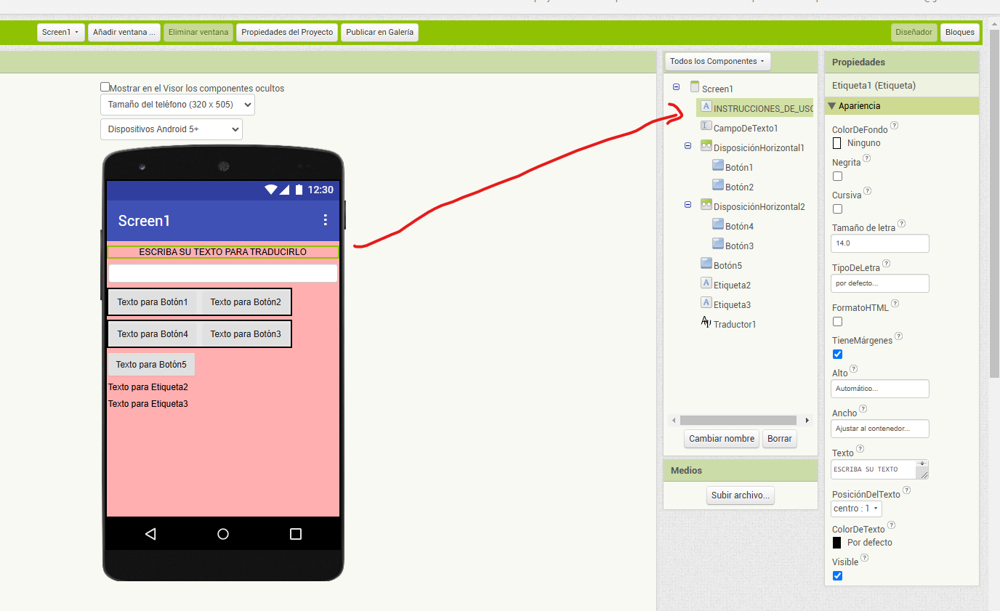 Screen1
Añadir ventana ...
Eliminar ventana
Propiedades del Proyecto
Publicar en Galería
Diseñador
Bloques
Mostrar en el Visor los componentes ocultos
Tamaño del teléfono (320 x 505)
Dispositivos Android 5+
12:30
Screen1
ESCRIBA SU TEXTO PARA TRADUCIRLO
Texto para Botón1
Texto para Botón2
Texto para Botón4
Texto para Botón3
Texto para Botón5
Texto para Etiqueta2
Texto para Etiqueta3
Todos los Componentes
Screen1
INSTRUCCIONES_DE_USO
CampoDeTexto1
DisposiciónHorizontal1
Botón1
Botón2
DisposiciónHorizontal2
Botón4
Botón3
Botón5
Etiqueta2
Etiqueta3
Traductor1
Cambiar nombre
Borrar
Medios
Subir archivo...
Propiedades
Etiqueta1 (Etiqueta)
Apariencia
ColorDeFondo ?
Ninguno
Negrita ?
Cursiva ?
Tamaño de letra ?
14.0
TipoDeLetra ?
por defecto...
FormatoHTML ?
TieneMárgenes ?
Alto ?
Automático...
Ancho ?
Ajustar al contenedor...
Texto ?
ESCRIBA SU TEXTO
PosiciónDelTexto ?
centro : 1
ColorDeTexto ?
Por defecto
Visible ?